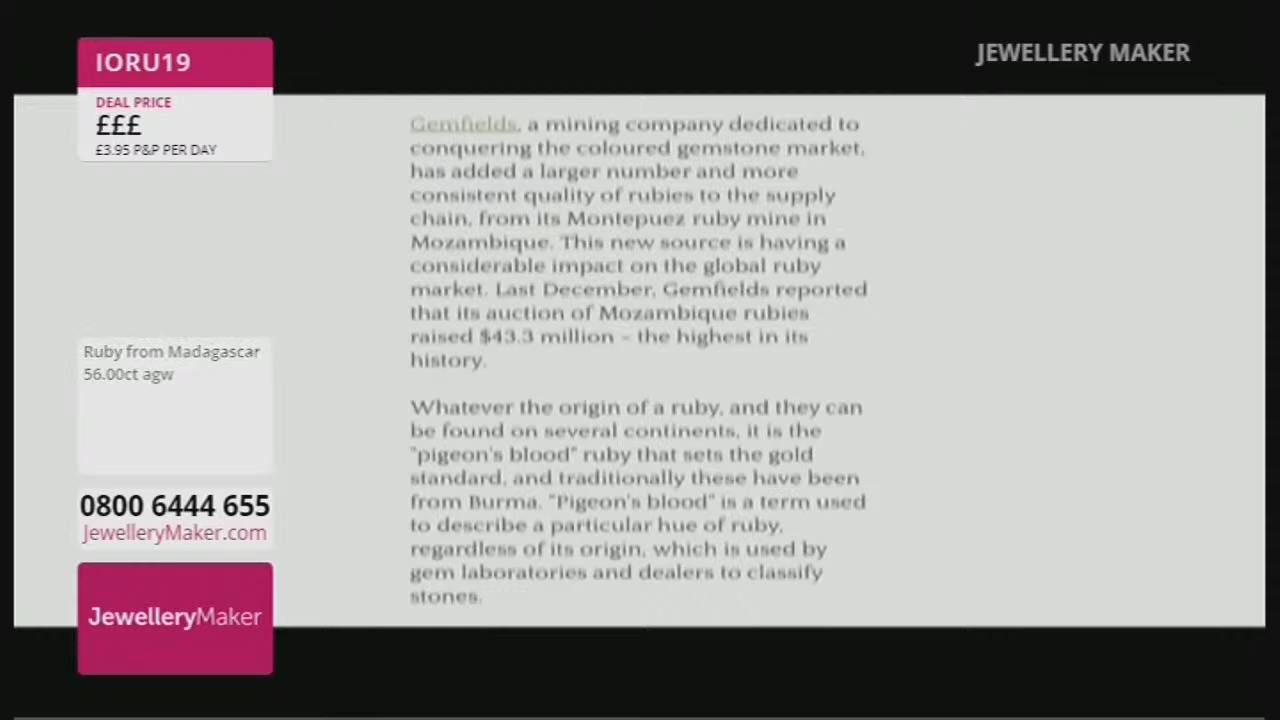 IORU19
JEWELLERY MAKER
DEAL PRICE
£££
£3.95 P&P PER DAY
Gemfields, a mining company dedicated to
conquering the coloured gemstone market,
has added a larger number and more
consistent quality of rubies to the supply
chain, from its Montepuez ruby mine in
Mozambique. This new source is having a
considerable impact on the global ruby
market. Last December, Gemfields reported
that its auction of Mozambique rubies
raised $43.3 million – the highest in its
history.
Whatever the origin of a ruby, and they can
be found on several continents, it is the
"pigeon's blood" ruby that sets the gold
standard, and traditionally these have been
from Burma. "Pigeon's blood" is a term used
to describe a particular hue of ruby,
regardless of its origin, which is used by
gem laboratories and dealers to classify
stones.
Ruby from Madagascar
56.00ct agw
0800 6444 655
JewelleryMaker.com
JewelleryMaker